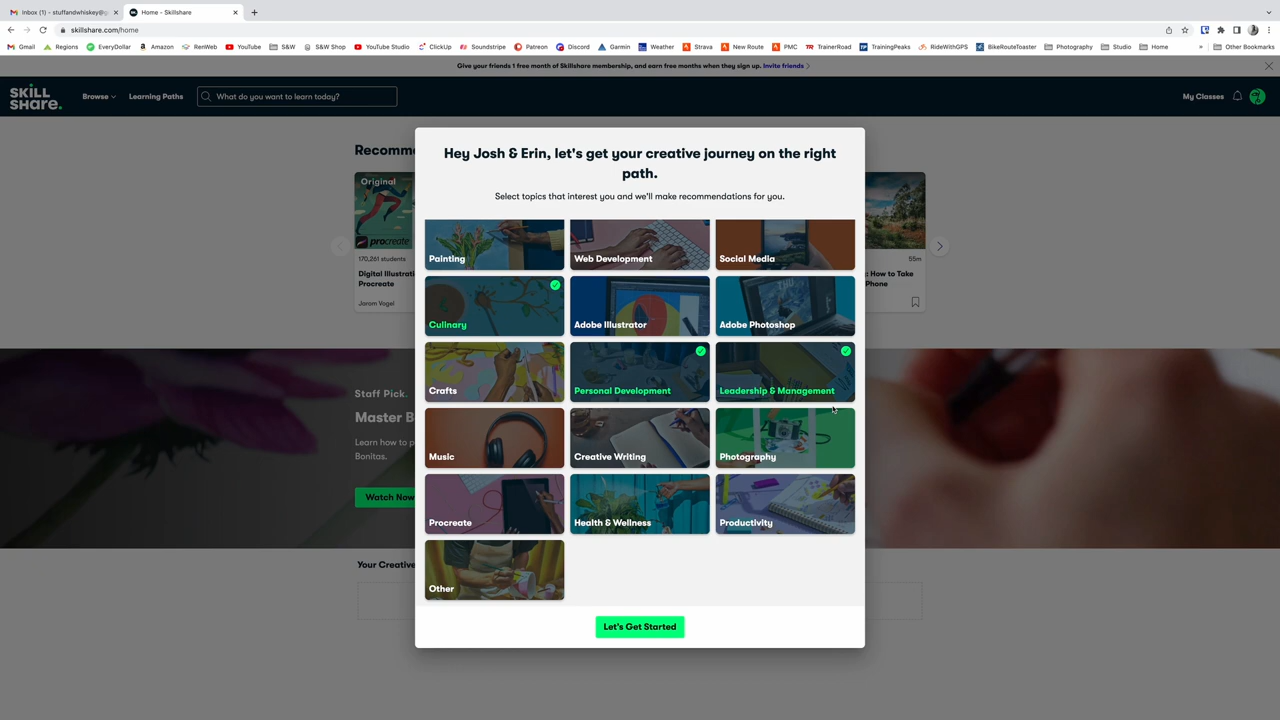 Inbox (1) - stuffandwhiskey@g
Home - Skillshare
skillshare.com/home
Gmail
Regions
EveryDollar
Amazon
RenWeb
YouTube
S&W
S&W Shop
YouTube Studio
ClickUp
Soundstripe
Patreon
Discord
Garmin
Weather
Strava
New Route
PMC
TrainerRoad
TrainingPeaks
RideWithGPS
BikeRouteToaster
Photography
Studio
Home
»
Other Bookmarks
Give your friends 1 free month of Skillshare membership, and earn free months when they sign up. Invite friends
SKILL
SHARE.
Browse
Learning Paths
What do you want to learn today?
My Classes
Recomm
Original
procreate
170,261 students
Digital Illustrati
Procreate
Jarom Vogel
55m
: How to Take
Phone
Hey Josh & Erin, let's get your creative journey on the right
path.
Select topics that interest you and we'll make recommendations for you.
Painting
Web Development
Social Media
Culinary
Adobe Illustrator
Adobe Photoshop
Crafts
Personal Development
Leadership & Management
Music
Creative Writing
Photography
Procreate
Health & Wellness
Productivity
Other
Let's Get Started
Staff Pick.
Master B
Learn how to p
Bonitas.
Watch Now
Your Creative